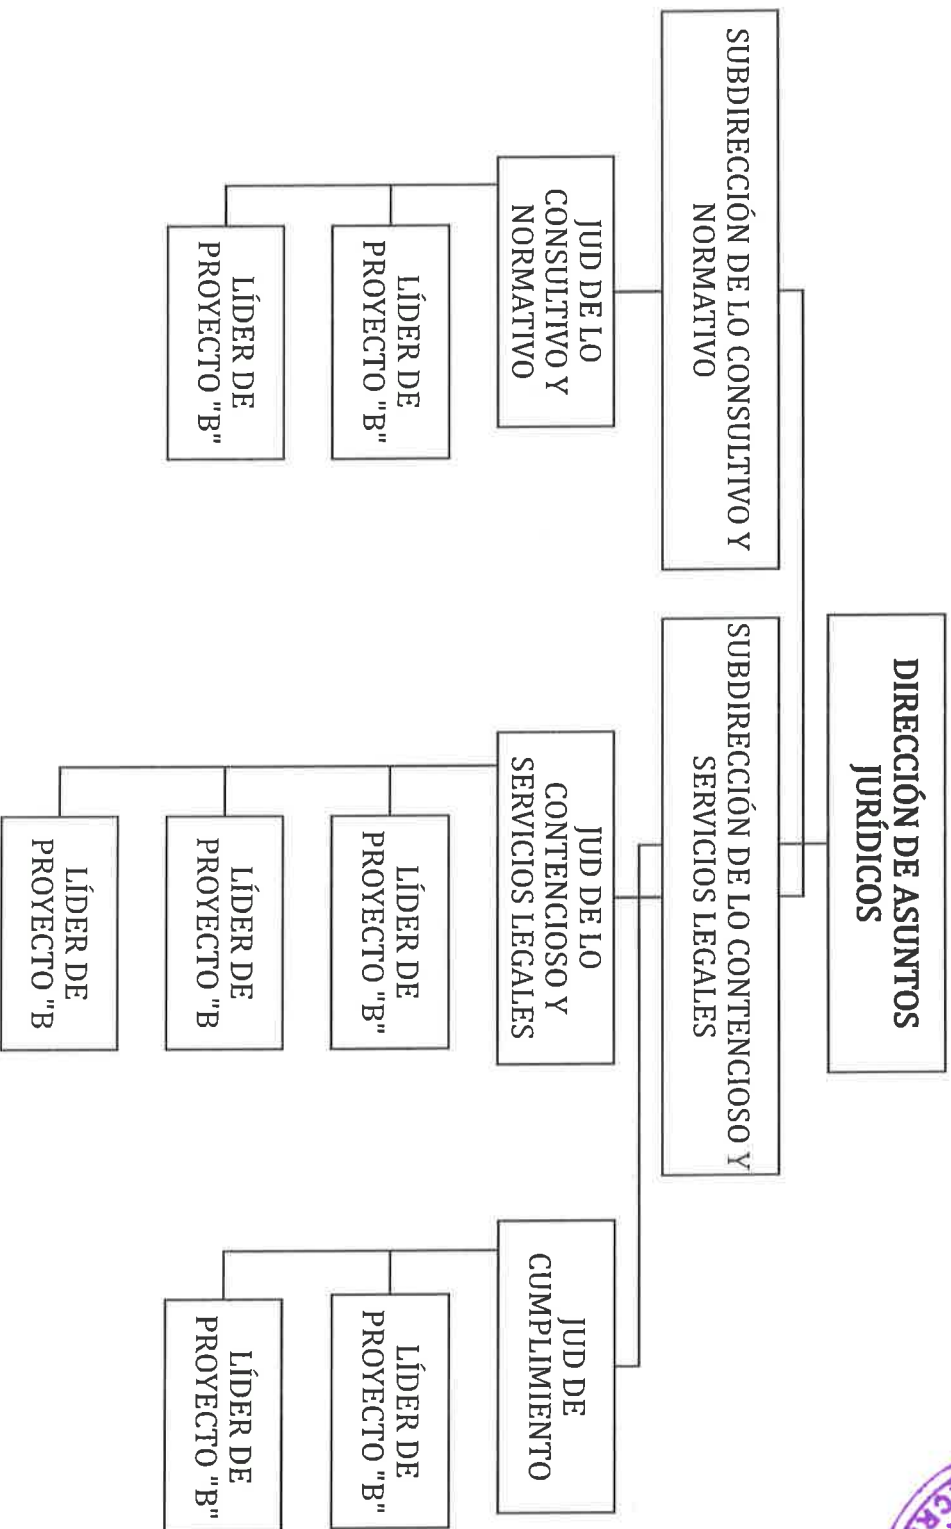 DIRECCIÓN DE ASUNTOS
JURÍDICOS
SUBDIRECCIÓN DE LO CONSULTIVO Y
NORMATIVO
SUBDIRECCIÓN DE LO CONTENCIOSO Y
SERVICIOS LEGALES
JUD DE LO
CONSULTIVO Y
NORMATIVO
JUD DE LO
CONTENCIOSO Y
SERVICIOS LEGALES
JUD DE
CUMPLIMIENTO
LÍDER DE
PROYECTO "B"
LÍDER DE
PROYECTO "B"
LÍDER DE
PROYECTO "B"
LÍDER DE
PROYECTO "B"
LÍDER DE
PROYECTO "B
LÍDER DE
PROYECTO "B"
LÍDER DE
PROYECTO "B